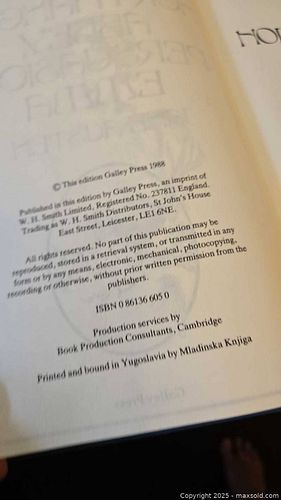 © This edition Galley Press 1988
Published in this edition by Galley Press, an imprint of
W. H. Smith Limited, Registered No. 237811 England.
Trading as W. H. Smith Distributors, St John's House
East Street, Leicester, LE1 6NE.
All rights reserved. No part of this publication may be
reproduced, stored in a retrieval system, or transmitted in any
form or by any means, electronic, mechanical, photocopying,
recording or otherwise, without prior written permission from the
publishers.
ISBN 0 86136 605 0
Production services by
Book Production Consultants, Cambridge
Printed and bound in Yugoslavia by Mladinska Knjiga
Copyright © 2025 - maxsold.com